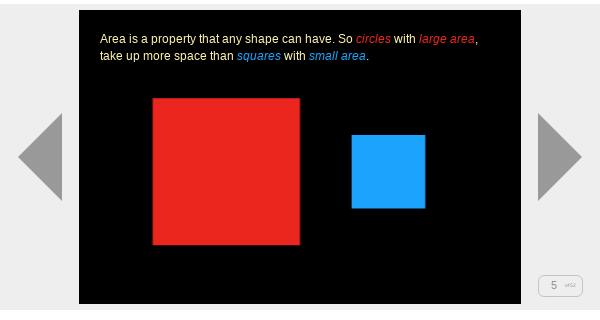 Area is a property that any shape can have. So circles with large area,
take up more space than squares with small area.
5 of 52